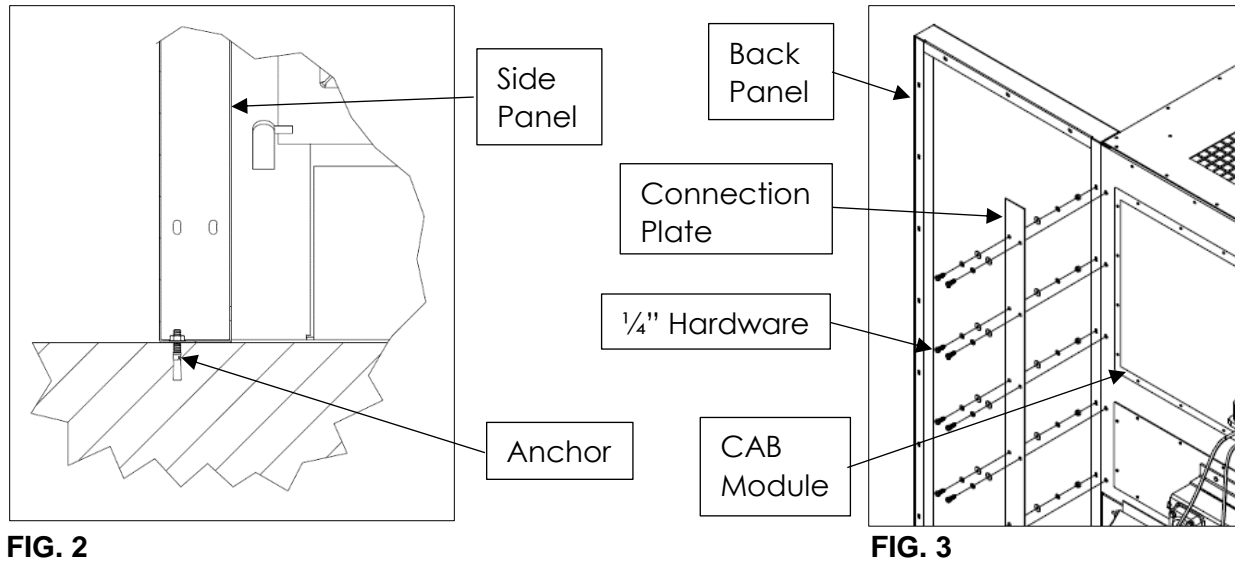 Side
Panel
Anchor
FIG. 2
Back
Panel
Connection
Plate
¼” Hardware
CAB
Module
FIG. 3